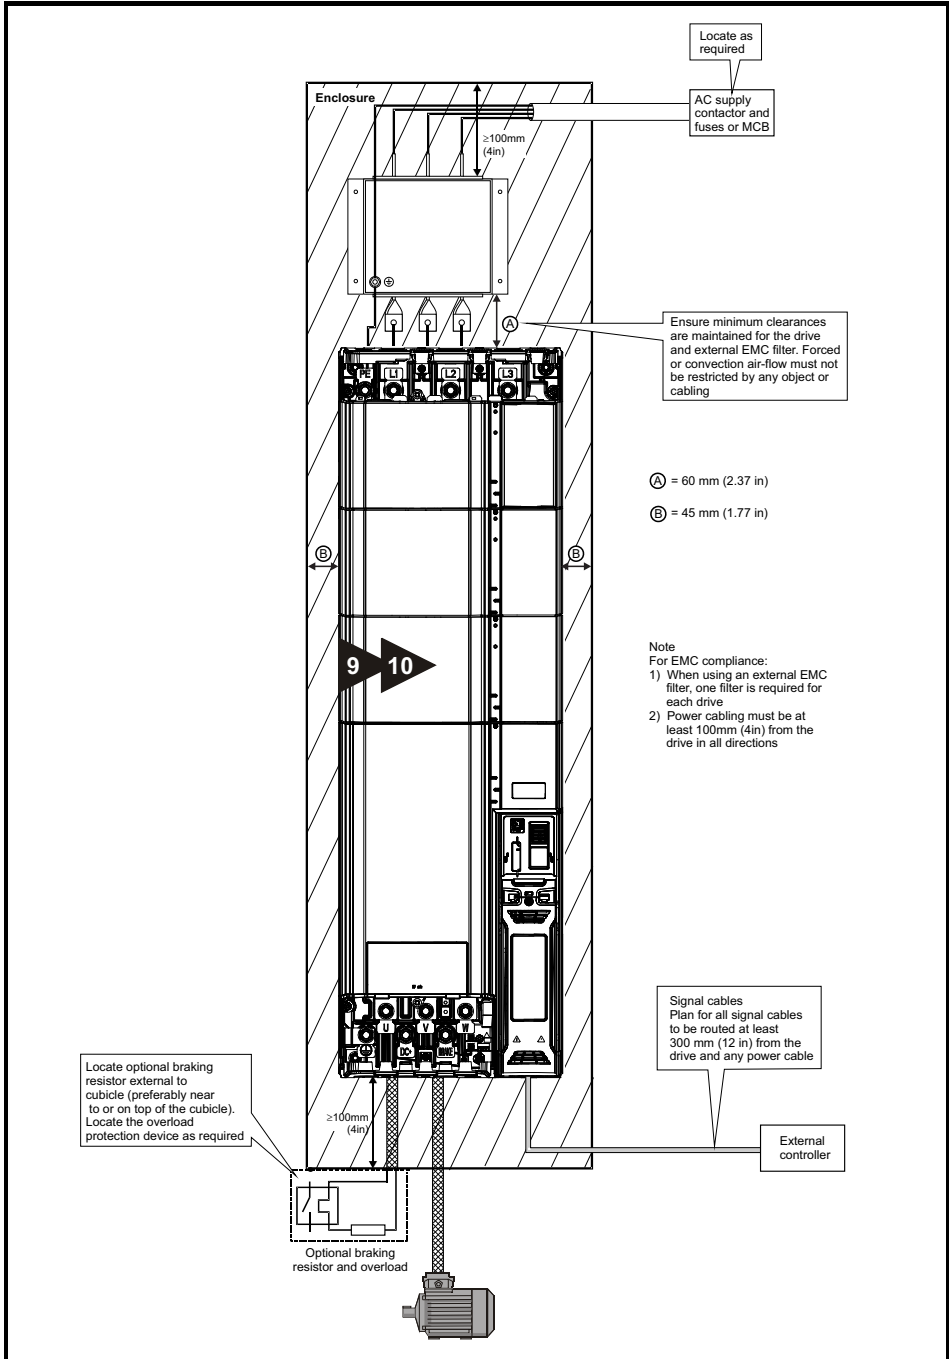 Locate as
required
Enclosure
AC supply
contactor and
fuses or MCB
≥100mm
(4in)
A
Ensure minimum clearances
are maintained for the drive
and external EMC filter. Forced
or convection air-flow must not
be restricted by any object or
cabling
PE L1 L2 L3
A = 60 mm (2.37 in)
B = 45 mm (1.77 in)
B B
9 10
Note
For EMC compliance:
1) When using an external EMC
filter, one filter is required for
each drive
2) Power cabling must be at
least 100mm (4in) from the
drive in all directions
U V W
BRAKE
Signal cables
Plan for all signal cables
to be routed at least
300 mm (12 in) from the
drive and any power cable
Locate optional braking
resistor external to
cubicle (preferably near
to or on top of the cubicle).
Locate the overload
protection device as required
≥100mm
(4in)
External
controller
Optional braking
resistor and overload